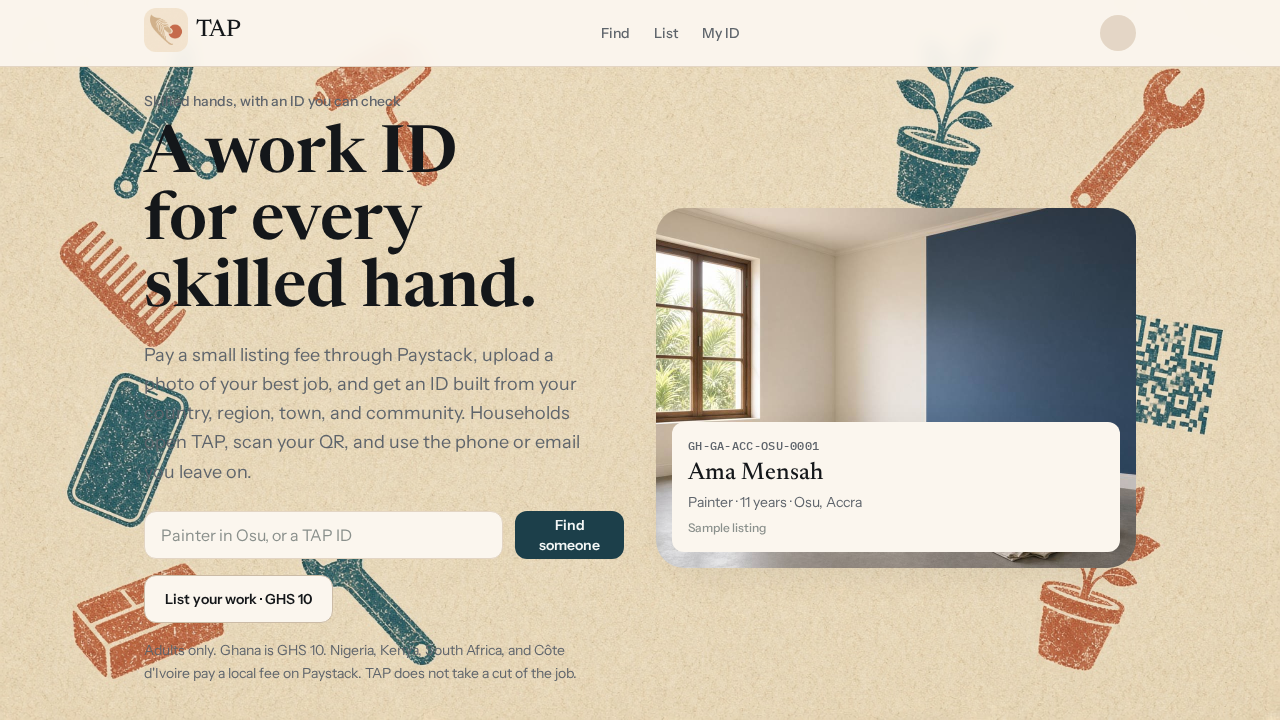 TAP
Find
List
My ID
Skilled hands, with an ID you can check
A work ID
for every
skilled hand.
Pay a small listing fee through Paystack, upload a
photo of your best job, and get an ID built from your
country, region, town, and community. Households
open TAP, scan your QR, and use the phone or email
you leave on.
Painter in Osu, or a TAP ID
Find
someone
List your work · GHS 10
Adults only. Ghana is GHS 10. Nigeria, Kenya, South Africa, and Côte
d'Ivoire pay a local fee on Paystack. TAP does not take a cut of the job.
GH-GA-ACC-OSU-0001
Ama Mensah
Painter · 11 years · Osu, Accra
Sample listing